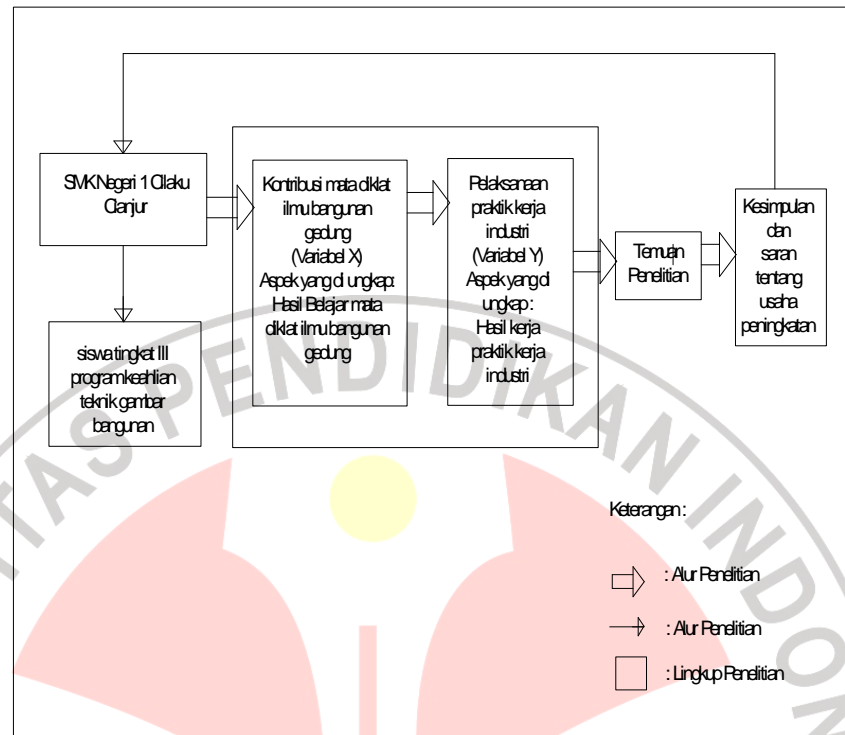 SMK Negeri 1 Cilaku
Cianjur
siswa tingkat III
program keahlian
teknik gambar
bangunan
Kontribusi mata diklat
ilmu bangunan
gedung
(Variabel X)
Aspek yang di ungkap:
Hasil Belajar mata
diklat ilmu bangunan
gedung
Pelaksanaan
praktik kerja
industri
(Variabel Y)
Aspek yang di
ungkap :
Hasil kerja
praktik kerja
industri
Temuan
Penelitian
Kesimpulan
dan
saran
tentang
usaha
peningkatan
Keterangan :
: Alur Penelitian
: Alur Penelitian
: Lingkup Penelitian
TAS PENDIDIKAN INDON